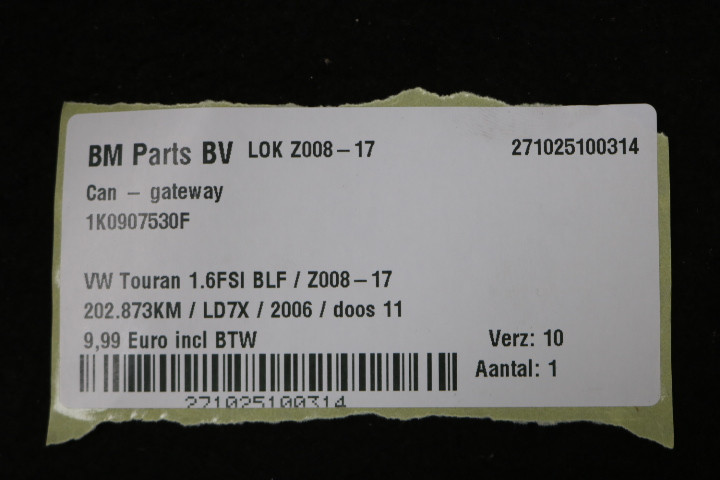 BM Parts BV LOK Z008-17 271025100314
Can - gateway
1K0907530F
VW Touran 1.6FSI BLF / Z008-17
202.873KM / LD7X / 2006 / doos 11
9,99 Euro incl BTW Verz: 10
Aantal: 1
271025100314